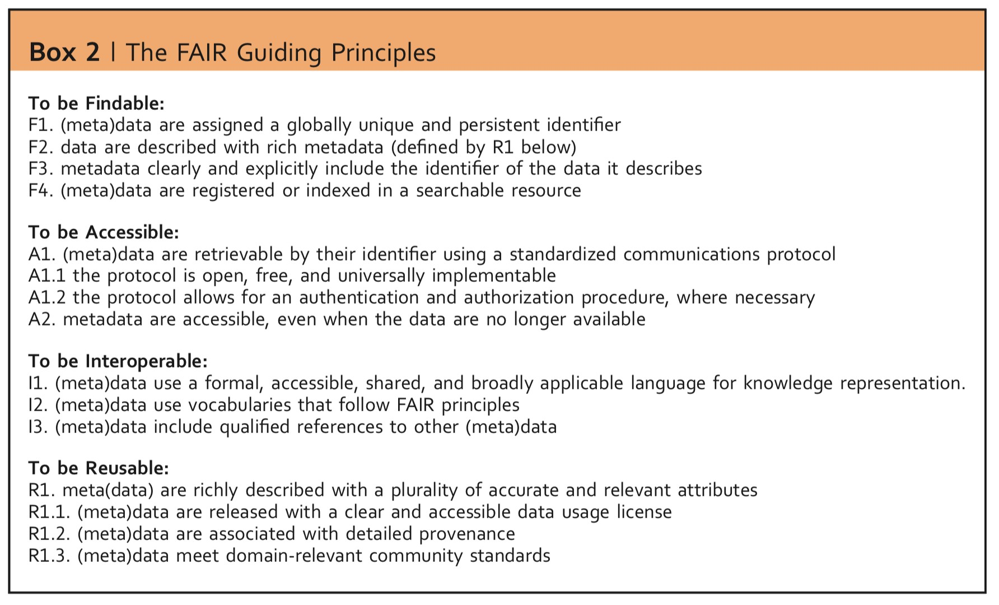 Box 2 | The FAIR Guiding Principles
To be Findable:
F1. (meta)data are assigned a globally unique and persistent identifier
F2. data are described with rich metadata (defined by R1 below)
F3. metadata clearly and explicitly include the identifier of the data it describes
F4. (meta)data are registered or indexed in a searchable resource
To be Accessible:
A1. (meta)data are retrievable by their identifier using a standardized communications protocol
A1.1 the protocol is open, free, and universally implementable
A1.2 the protocol allows for an authentication and authorization procedure, where necessary
A2. metadata are accessible, even when the data are no longer available
To be Interoperable:
I1. (meta)data use a formal, accessible, shared, and broadly applicable language for knowledge representation.
I2. (meta)data use vocabularies that follow FAIR principles
I3. (meta)data include qualified references to other (meta)data
To be Reusable:
R1. meta(data) are richly described with a plurality of accurate and relevant attributes
R1.1. (meta)data are released with a clear and accessible data usage license
R1.2. (meta)data are associated with detailed provenance
R1.3. (meta)data meet domain-relevant community standards